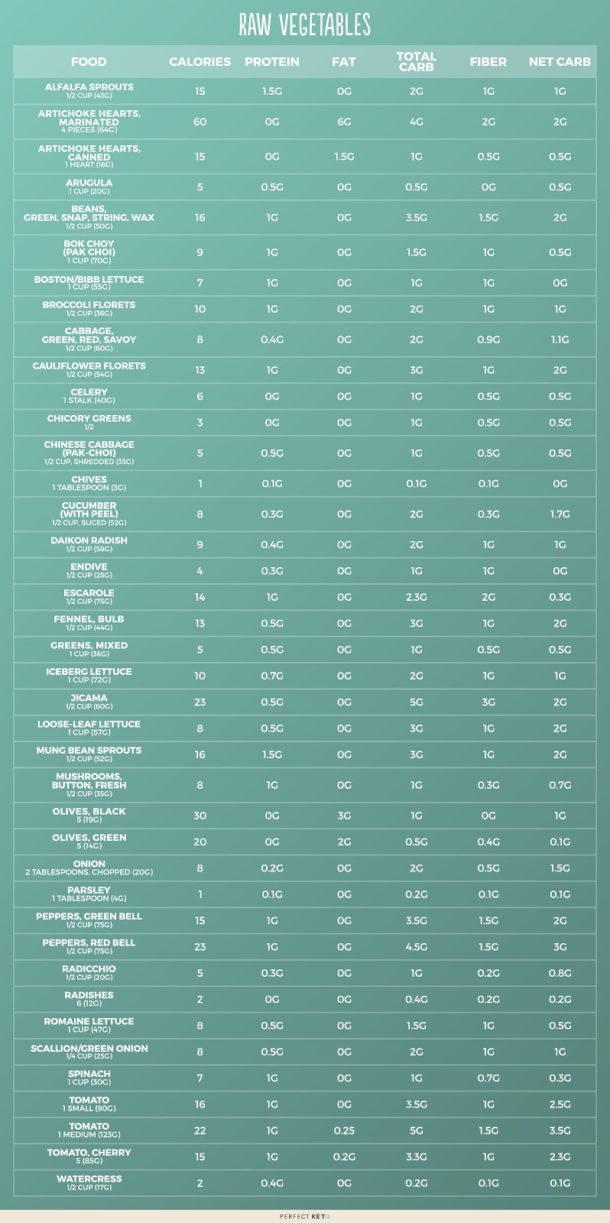 RAW VEGETABLES
FOOD CALORIES PROTEIN FAT TOTAL CARB FIBER NET CARB
ALFALFA SPROUTS
1/2 CUP (43G) 15 1.5G 0G 2G 1G 1G
ARTICHOKE HEARTS,
MARINATED
4 PIECES (64G) 60 0G 6G 4G 2G 2G
ARTICHOKE HEARTS,
CANNED
1 HEART (16G) 15 0G 1.5G 1G 0.5G 0.5G
ARUGULA
1 CUP (20G) 5 0.5G 0G 0.5G 0G 0.5G
BEANS,
GREEN, SNAP, STRING, WAX
1/2 CUP (50G) 16 1G 0G 3.5G 1.5G 2G
BOK CHOY
(PAK CHOI)
1 CUP (70G) 9 1G 0G 1.5G 1G 0.5G
BOSTON/BIBB LETTUCE
1 CUP (55G) 7 1G 0G 1G 1G 0G
BROCCOLI FLORETS
1/2 CUP (36G) 10 1G 0G 2G 1G 1G
CABBAGE,
GREEN, RED, SAVOY
1/2 CUP (60G) 8 0.4G 0G 2G 0.9G 1.1G
CAULIFLOWER FLORETS
1/2 CUP (54G) 13 1G 0G 3G 1G 2G
CELERY
1 STALK (40G) 6 0G 0G 1G 0.5G 0.5G
CHICORY GREENS
1/2 3 0G 0G 1G 0.5G 0.5G
CHINESE CABBAGE
(PAK-CHOI)
1/2 CUP, SHREDDED (35G) 5 0.5G 0G 1G 0.5G 0.5G
CHIVES
1 TABLESPOON (3G) 1 0.1G 0G 0.1G 0.1G 0G
CUCUMBER
(WITH PEEL)
1/2 CUP, SLICED (52G) 8 0.3G 0G 2G 0.3G 1.7G
DAIKON RADISH
1/2 CUP (58G) 9 0.4G 0G 2G 1G 1G
ENDIVE
1/2 CUP (25G) 4 0.3G 0G 1G 1G 0G
ESCAROLE
1/2 CUP (75G) 14 1G 0G 2.3G 2G 0.3G
FENNEL, BULB
1/2 CUP (44G) 13 0.5G 0G 3G 1G 2G
GREENS, MIXED
1 CUP (36G) 5 0.5G 0G 1G 0.5G 0.5G
ICEBERG LETTUCE
1 CUP (72G) 10 0.7G 0G 2G 1G 1G
JICAMA
1/2 CUP (60G) 23 0.5G 0G 5G 3G 2G
LOOSE-LEAF LETTUCE
1 CUP (57G) 8 0.5G 0G 3G 1G 2G
MUNG BEAN SPROUTS
1/2 CUP (52G) 16 1.5G 0G 3G 1G 2G
MUSHROOMS,
BUTTON, FRESH
1/2 CUP (35G) 8 1G 0G 1G 0.3G 0.7G
OLIVES, BLACK
5 (19G) 30 0G 3G 1G 0G 1G
OLIVES, GREEN
5 (14G) 20 0G 2G 0.5G 0.4G 0.1G
ONION
2 TABLESPOONS, CHOPPED (20G) 8 0.2G 0G 2G 0.5G 1.5G
PARSLEY
1 TABLESPOON (4G) 1 0.1G 0G 0.2G 0.1G 0.1G
PEPPERS, GREEN BELL
1/2 CUP (75G) 15 1G 0G 3.5G 1.5G 2G
PEPPERS, RED BELL
1/2 CUP (75G) 23 1G 0G 4.5G 1.5G 3G
RADICCHIO
1/2 CUP (20G) 5 0.3G 0G 1G 0.2G 0.8G
RADISHES
6 (12G) 2 0G 0G 0.4G 0.2G 0.2G
ROMAINE LETTUCE
1 CUP (47G) 8 0.5G 0G 1.5G 1G 0.5G
SCALLION/GREEN ONION
1/4 CUP (25G) 8 0.5G 0G 2G 1G 1G
SPINACH
1 CUP (30G) 7 1G 0G 1G 0.7G 0.3G
TOMATO
1 SMALL (90G) 16 1G 0G 3.5G 1G 2.5G
TOMATO
1 MEDIUM (123G) 22 1G 0.25 5G 1.5G 3.5G
TOMATO, CHERRY
5 (85G) 15 1G 0.2G 3.3G 1G 2.3G
WATERCRESS
1/2 CUP (17G) 2 0.4G 0G 0.2G 0.1G 0.1G
PERFECT KETO